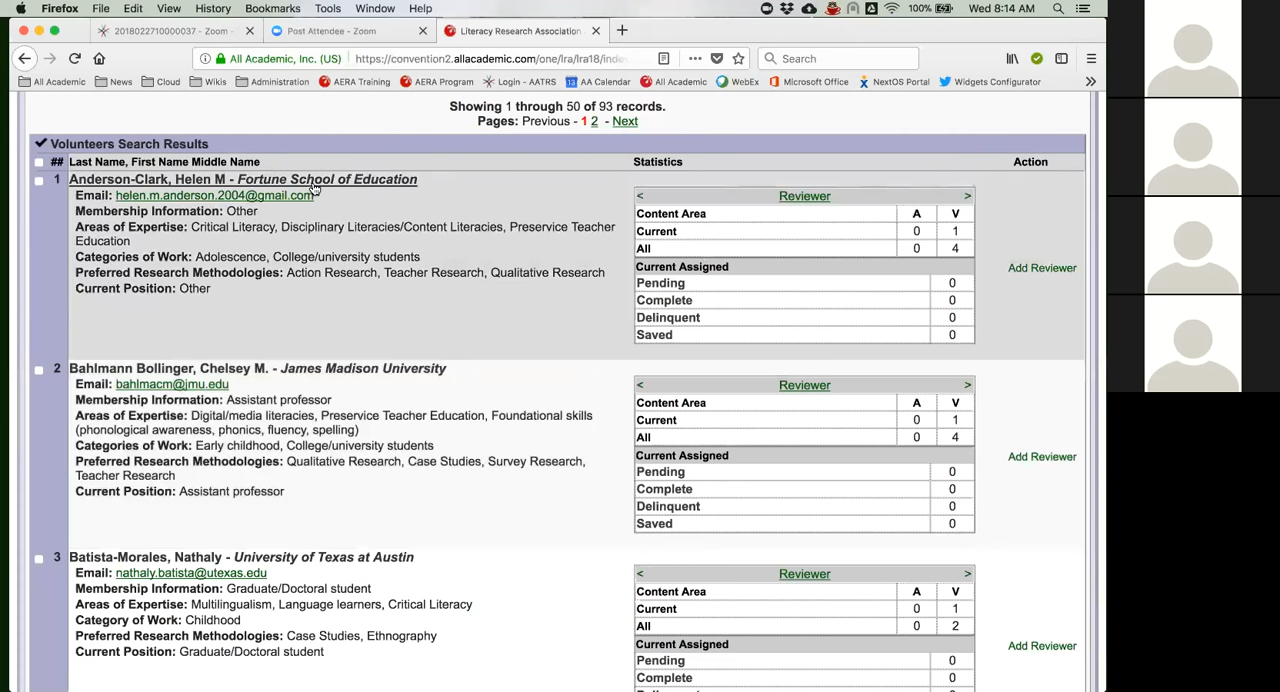 Firefox File Edit View History Bookmarks Tools Window Help 100% Wed 8:14 AM
2018022710000037 - Zoom - Post Attendee - Zoom Literacy Research Association
All Academic, Inc. (US) https://convention2.allacademic.com/one/lra/lra18/inde Search
All Academic News Cloud Wikis Administration AERA Training AERA Program Login - AATRS AA Calendar All Academic WebEx Microsoft Office NextOS Portal Widgets Configurator
Showing 1 through 50 of 93 records.
Pages: Previous - 1 2 - Next
Volunteers Search Results
## Last Name, First Name Middle Name Statistics Action
1 Anderson-Clark, Helen M - Fortune School of Education
Email: helen.m.anderson.2004@gmail.com
Membership Information: Other
Areas of Expertise: Critical Literacy, Disciplinary Literacies/Content Literacies, Preservice Teacher
Education
Categories of Work: Adolescence, College/university students
Preferred Research Methodologies: Action Research, Teacher Research, Qualitative Research
Current Position: Other
< Reviewer >
Content Area A V
Current 0 1
All 0 4
Current Assigned
Pending 0
Complete 0
Delinquent 0
Saved 0
Add Reviewer
2 Bahlmann Bollinger, Chelsey M. - James Madison University
Email: bahlmacm@jmu.edu
Membership Information: Assistant professor
Areas of Expertise: Digital/media literacies, Preservice Teacher Education, Foundational skills
(phonological awareness, phonics, fluency, spelling)
Categories of Work: Early childhood, College/university students
Preferred Research Methodologies: Qualitative Research, Case Studies, Survey Research,
Teacher Research
Current Position: Assistant professor
< Reviewer >
Content Area A V
Current 0 1
All 0 4
Current Assigned
Pending 0
Complete 0
Delinquent 0
Saved 0
Add Reviewer
3 Batista-Morales, Nathaly - University of Texas at Austin
Email: nathaly.batista@utexas.edu
Membership Information: Graduate/Doctoral student
Areas of Expertise: Multilingualism, Language learners, Critical Literacy
Category of Work: Childhood
Preferred Research Methodologies: Case Studies, Ethnography
Current Position: Graduate/Doctoral student
< Reviewer >
Content Area A V
Current 0 1
All 0 2
Current Assigned
Pending 0
Complete 0
Add Reviewer